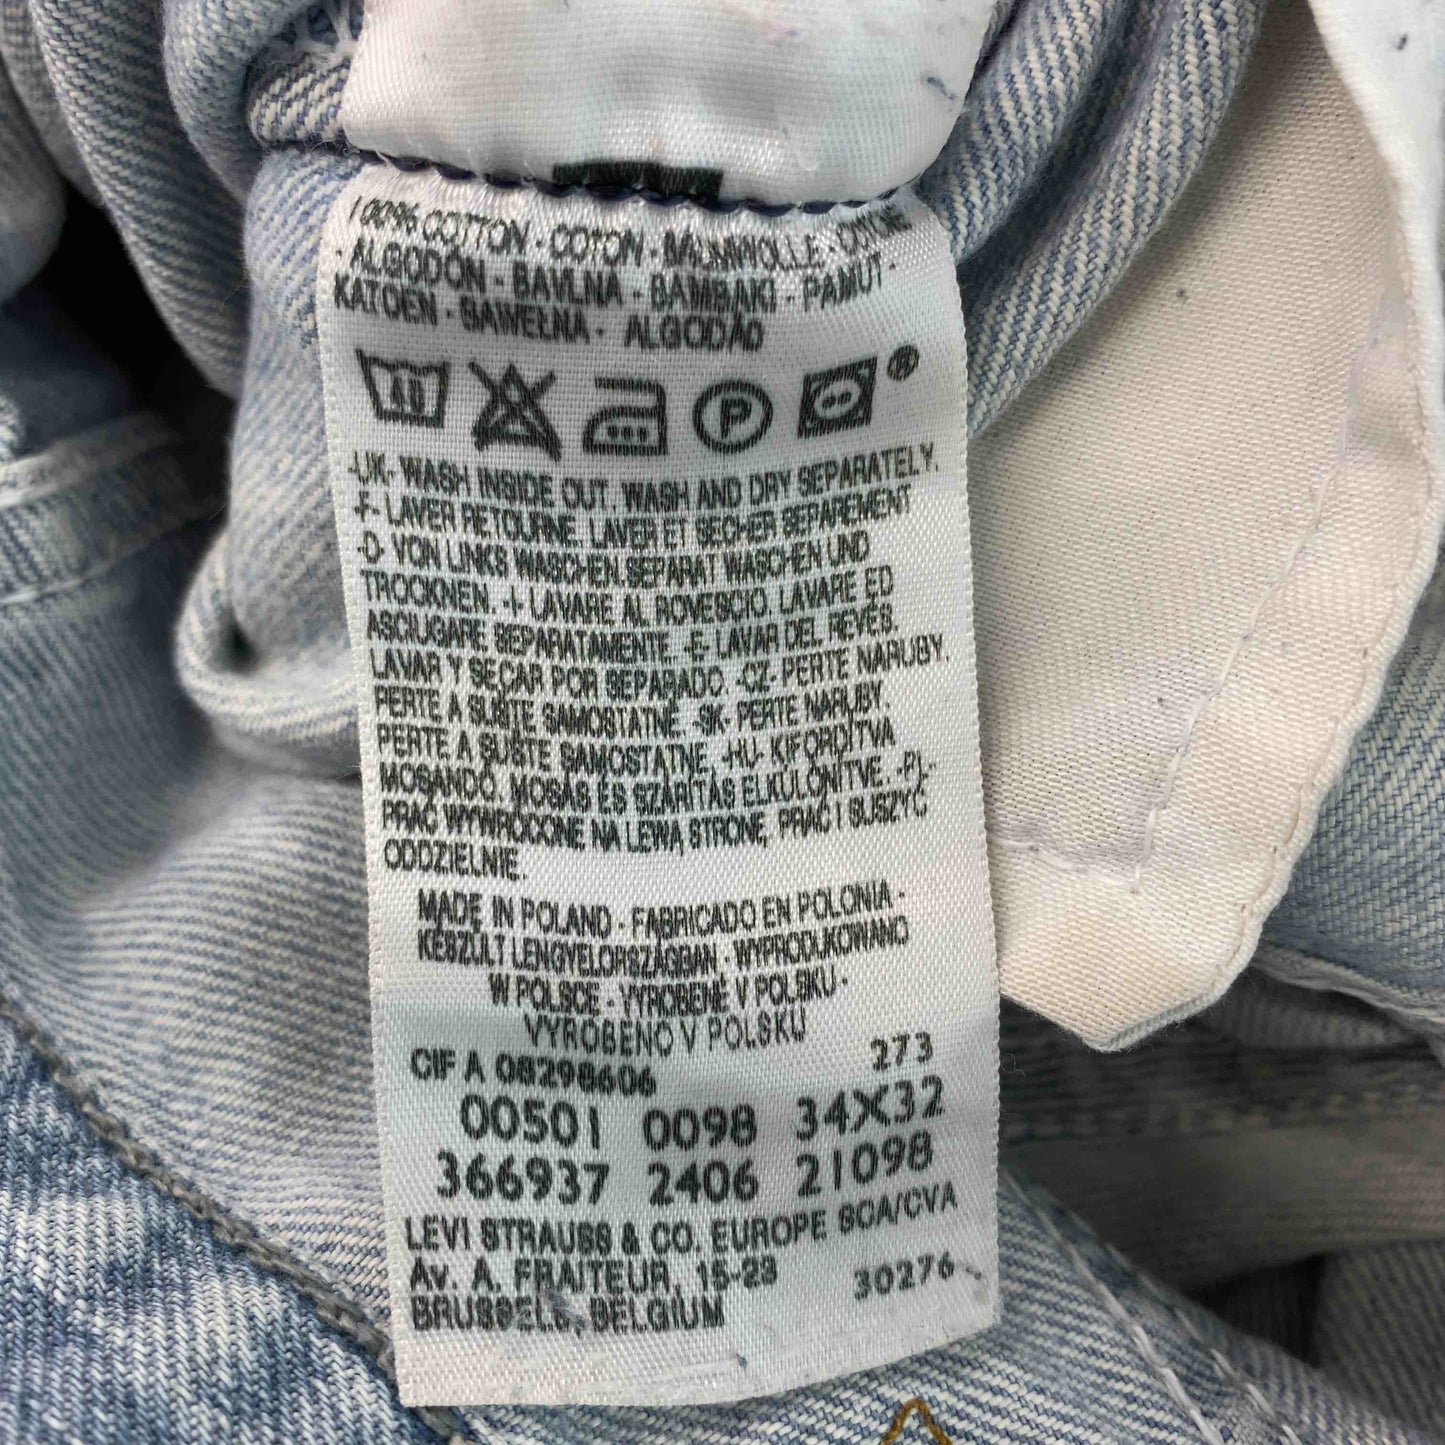 100% COTTON - COTON - BAUMWOLLE - COTONE
- ALGODÓN - BAVLNA - BAMBAKI - PAMUT -
KATOEN - BAWEŁNA - ALGODÃO
40 P ®
-UK- WASH INSIDE OUT. WASH AND DRY SEPARATELY.
-F- LAVER RETOURNE. LAVER ET SECHER SEPAREMENT
-D- VON LINKS WASCHEN. SEPARAT WASCHEN UND
TROCKNEN. -I- LAVARE AL ROVESCIO. LAVARE ED
ASCIUGARE SEPARATAMENTE. -E- LAVAR DEL REVÉS.
LAVAR Y SECAR POR SEPARADO -CZ- PERTE NARUBY.
PERTE A SUŠTE SAMOSTATNĚ -SK- PERTE NARUBY.
PERTE A SUŠTE SAMOSTATNE. -HU- KIFORDÍTVA
MOSANDÓ. MOSÁS ÉS SZÁRÍTÁS ELKÜLÖNÍTVE. -PL-
PRAĆ WYWRÓCONE NA LEWĄ STRONĘ, PRAĆ I SUSZYĆ
ODDZIELNIE.
MADE IN POLAND - FABRICADO EN POLONIA -
KÉSZÜLT LENGYELORSZÁGBAN - WYPRODUKOWANO
W POLSCE - VYROBENÉ V POĽSKU -
VYROBENO V POLSKU
CIF A 08298606 273
00501 0098 34X32
366937 2406 21098
LEVI STRAUSS & CO. EUROPE SCA/CVA
AV. A. FRAITEUR, 15-23 30276
BRUSSELS, BELGIUM